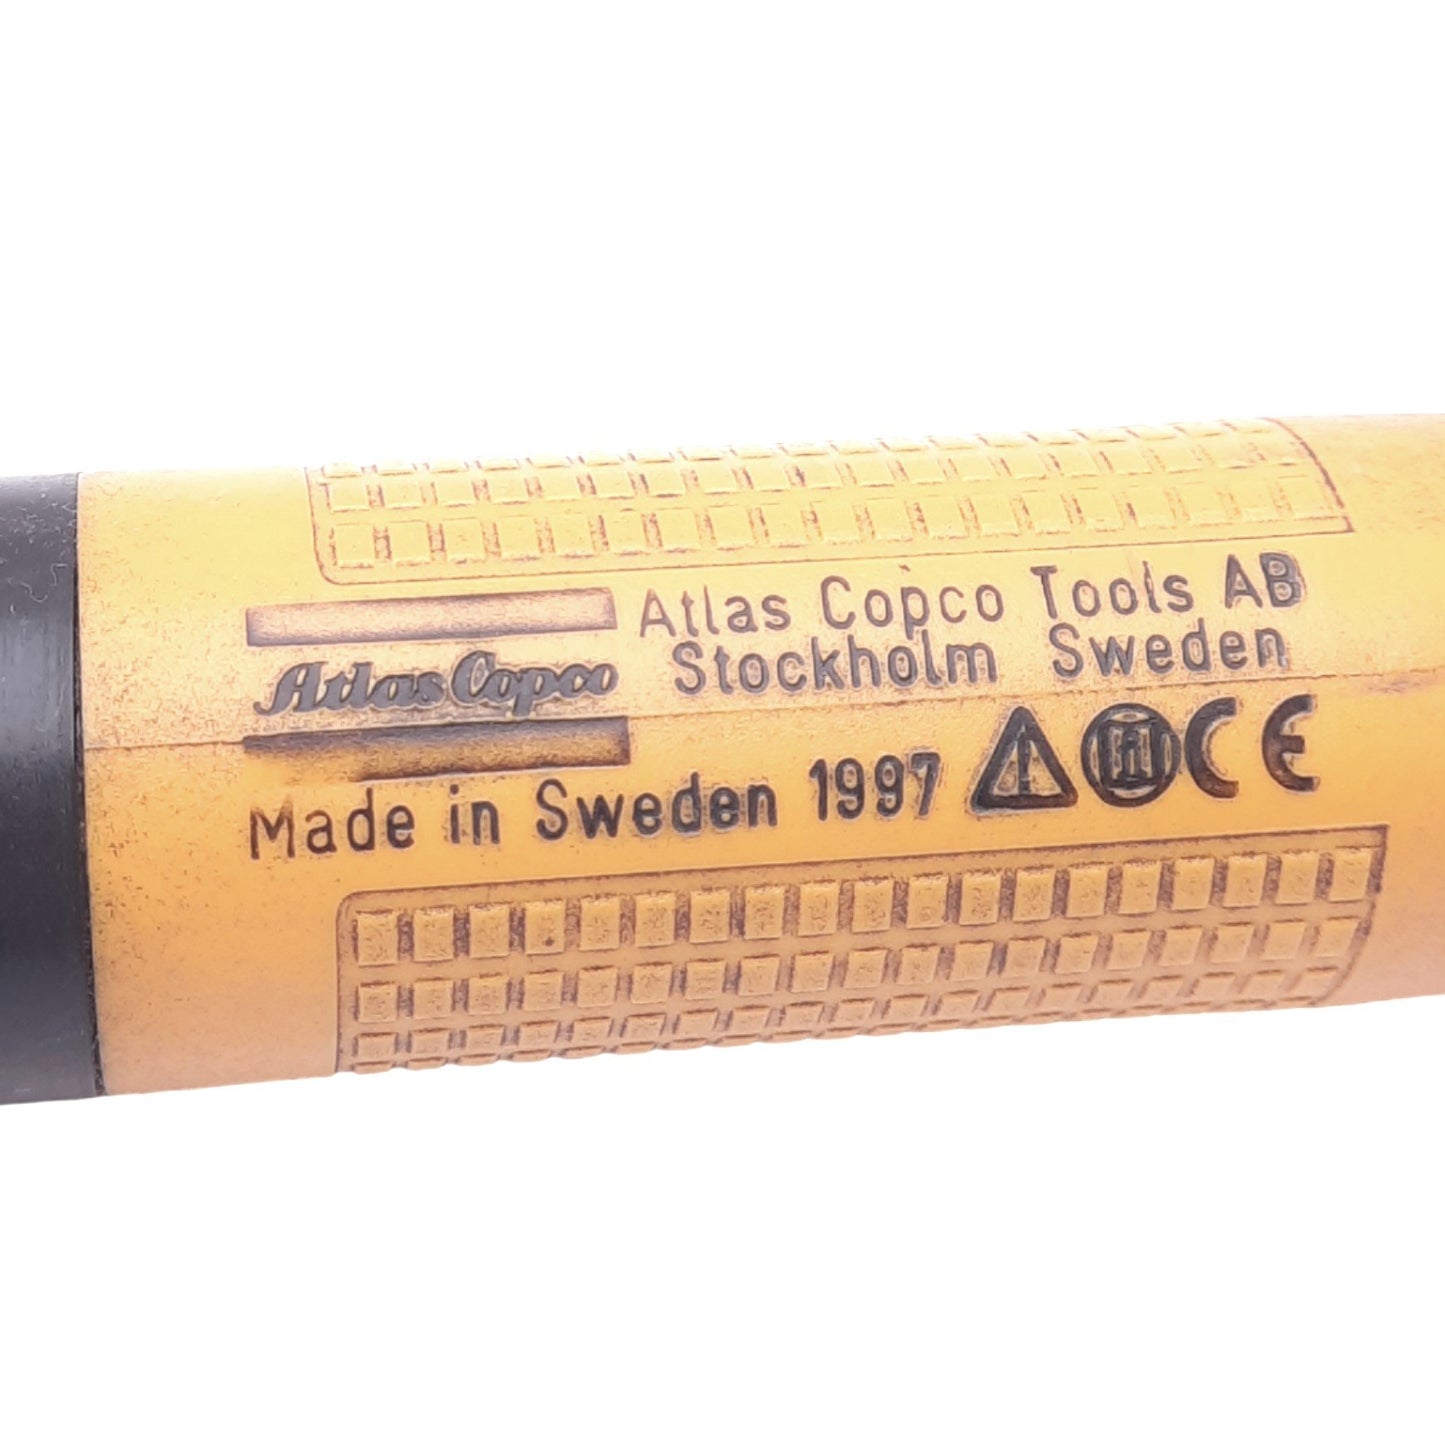 Atlas Copco Tools AB
Atlas Copco Stockholm Sweden
Made in Sweden 1997 CE